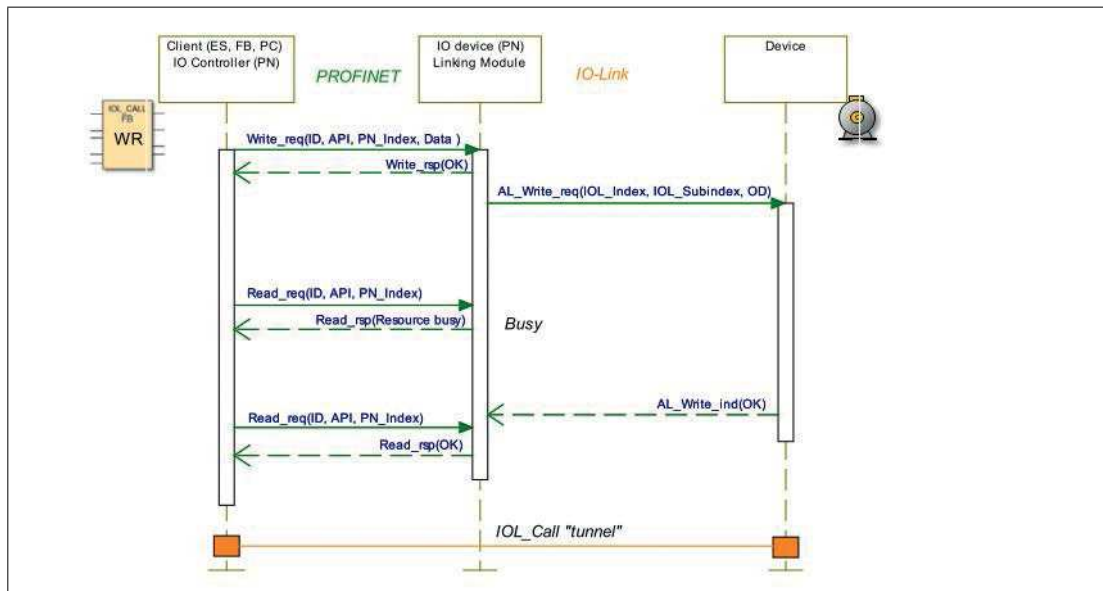 Client (ES, FB, PC)
IO Controller (PN)
PROFINET
IO device (PN)
Linking Module
IO-Link
Device
IOL_CALL
FB
WR
Write_req(ID, API, PN_Index, Data )
Write_rsp(OK)
AL_Write_req(IOL_Index, IOL_Subindex, OD)
Read_req(ID, API, PN_Index)
Read_rsp(Resource busy)
Busy
AL_Write_ind(OK)
Read_req(ID, API, PN_Index)
Read_rsp(OK)
IOL_Call "tunnel"